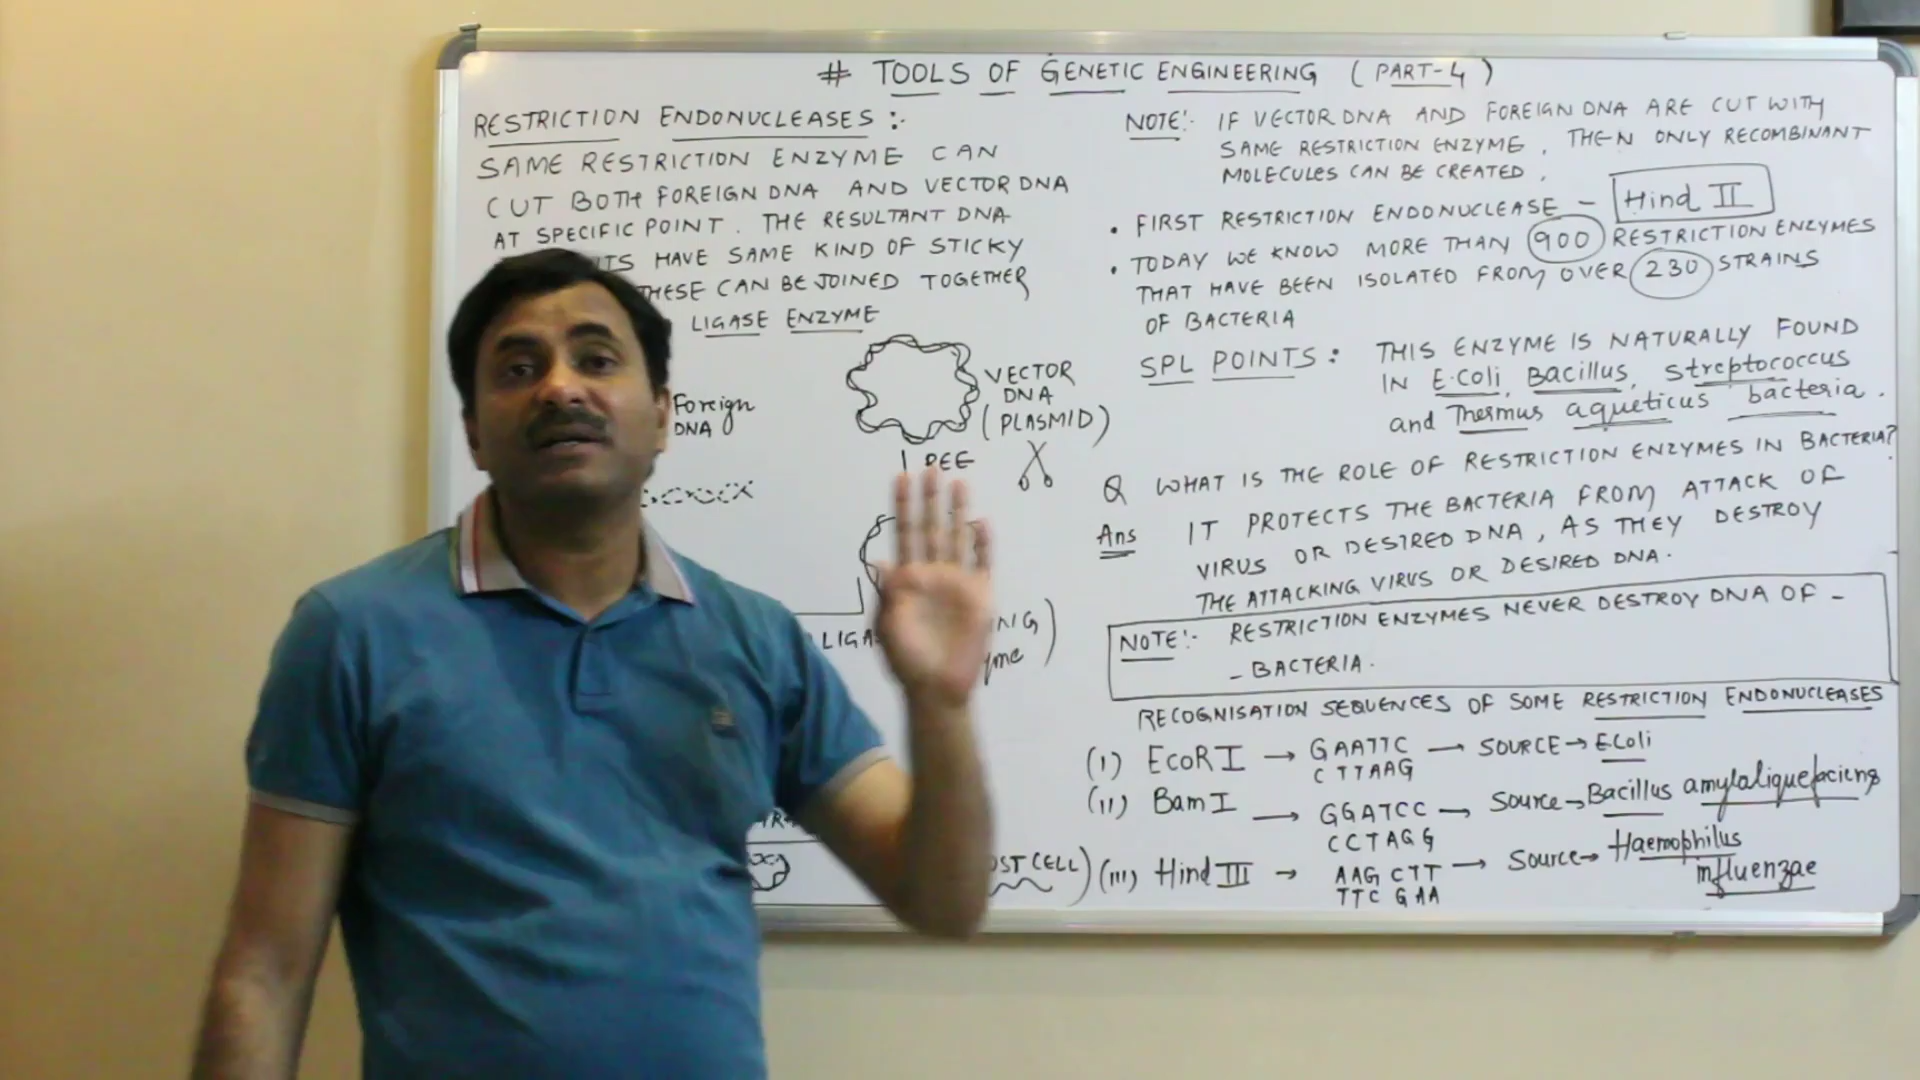 # TOOLS OF GENETIC ENGINEERING (PART-4)
RESTRICTION ENDONUCLEASES :-
SAME RESTRICTION ENZYME CAN
CUT BOTH FOREIGN DNA AND VECTOR DNA
AT SPECIFIC POINT. THE RESULTANT DNA
HAVE SAME KIND OF STICKY
THESE CAN BE JOINED TOGETHER
LIGASE ENZYME
Foreign
DNA
VECTOR
DNA
(PLASMID)
REE
HOST CELL)
NOTE:- IF VECTOR DNA AND FOREIGN DNA ARE CUT WITH
SAME RESTRICTION ENZYME, THEN ONLY RECOMBINANT
MOLECULES CAN BE CREATED.
• FIRST RESTRICTION ENDONUCLEASE - Hind II
• TODAY WE KNOW MORE THAN 900 RESTRICTION ENZYMES
THAT HAVE BEEN ISOLATED FROM OVER 230 STRAINS
OF BACTERIA
SPL POINTS: THIS ENZYME IS NATURALLY FOUND
IN E.Coli, Bacillus, Streptococcus
and Thermus aqueticus bacteria.
Q WHAT IS THE ROLE OF RESTRICTION ENZYMES IN BACTERIA?
Ans IT PROTECTS THE BACTERIA FROM ATTACK OF
VIRUS OR DESIRED DNA, AS THEY DESTROY
THE ATTACKING VIRUS OR DESIRED DNA.
NOTE:- RESTRICTION ENZYMES NEVER DESTROY DNA OF -
- BACTERIA.
RECOGNISATION SEQUENCES OF SOME RESTRICTION ENDONUCLEASES
(I) EcoR I → GAATTC — SOURCE → E.Coli
CTTAAG
(II) Bam I → GGATCC → Source → Bacillus amylaliquefaciens
CCTAGG
(III) Hind III → AAGCTT → Source → Haemophilus
TTCGAA influenzae